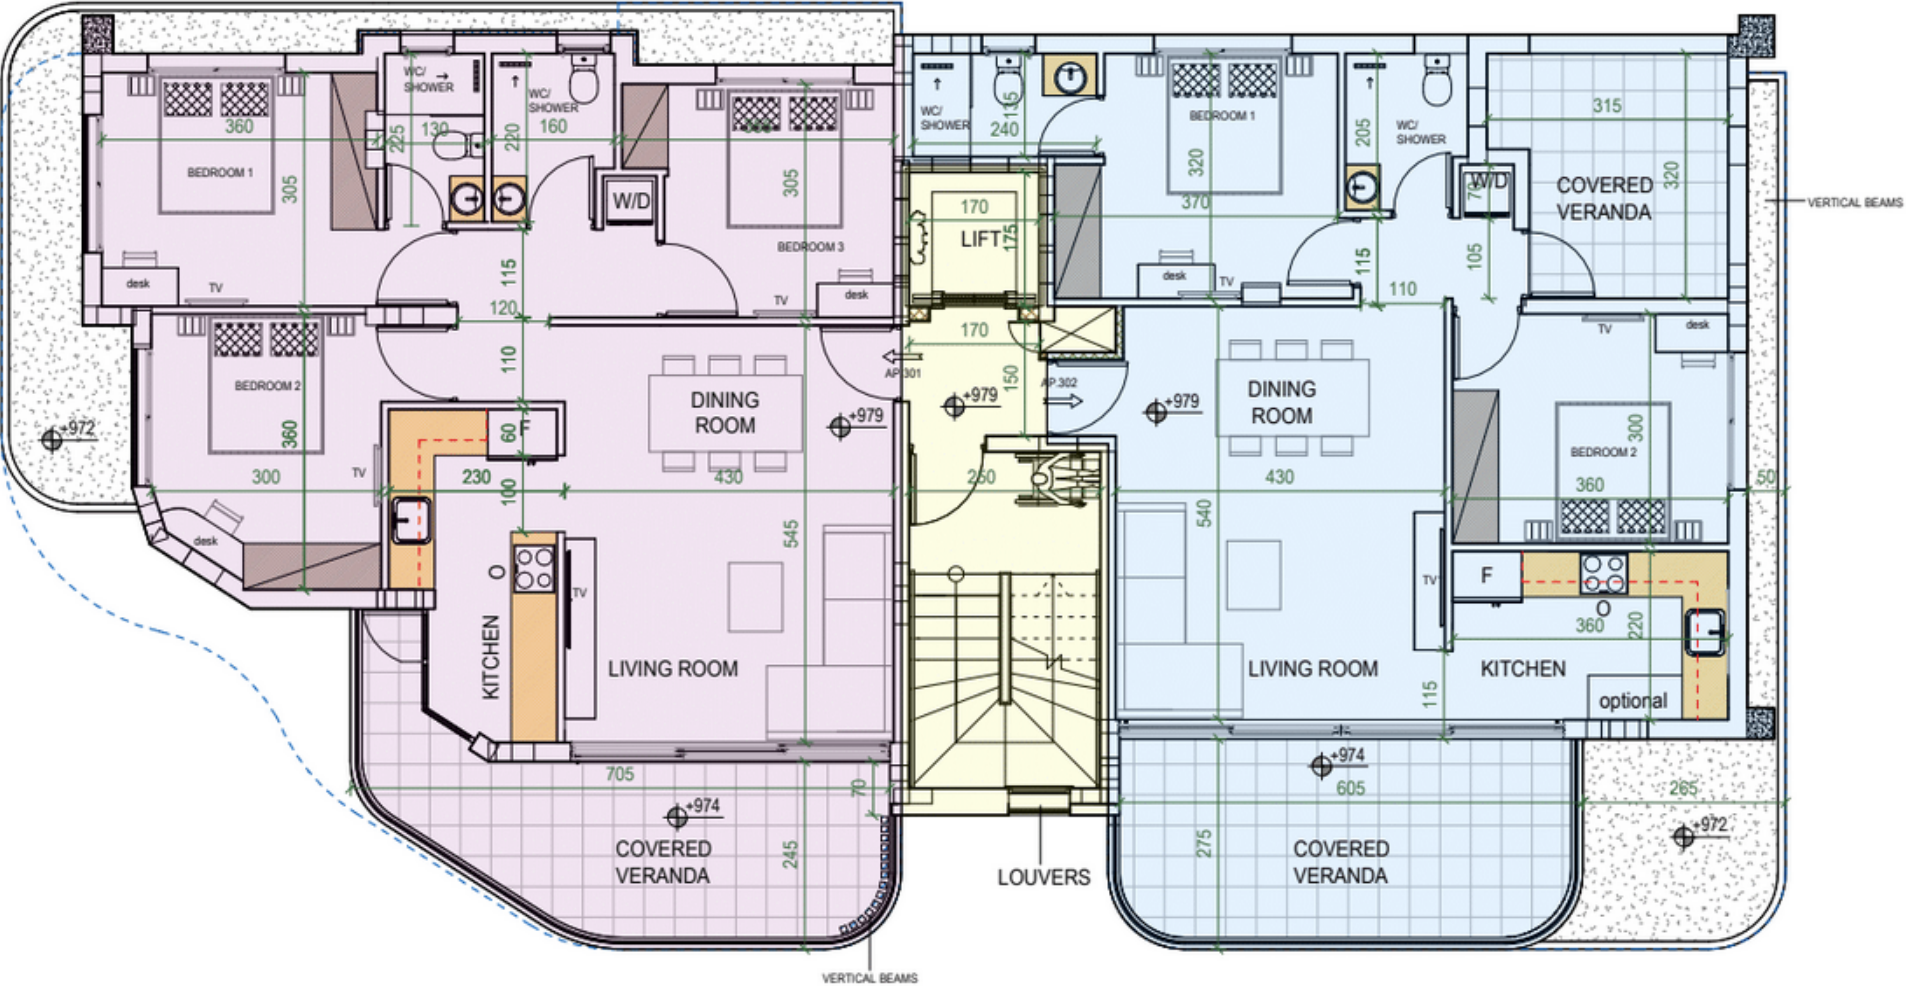 WC/
SHOWER
WC/
SHOWER
360
225
130
220
160
305
305
BEDROOM 1
W/D
BEDROOM 3
desk
TV
115
120
TV
desk
BEDROOM 2
360
110
300
TV
desk
+972
F
60
230
100
DINING
ROOM
+979
430
545
O
TV
KITCHEN
LIVING ROOM
705
70
+974
245
COVERED
VERANDA
VERTICAL BEAMS
WC/
SHOWER
135
240
170
LIFT
175
170
AP.301
+979
150
AP.302
260
LOUVERS
BEDROOM 1
320
370
desk
TV
205
WC/
SHOWER
115
110
W/D
70
105
315
320
COVERED
VERANDA
VERTICAL BEAMS
+979
DINING
ROOM
430
540
LIVING ROOM
TV
TV
desk
300
BEDROOM 2
360
50
F
O
360
220
KITCHEN
optional
115
+974
605
265
275
COVERED
VERANDA
+972